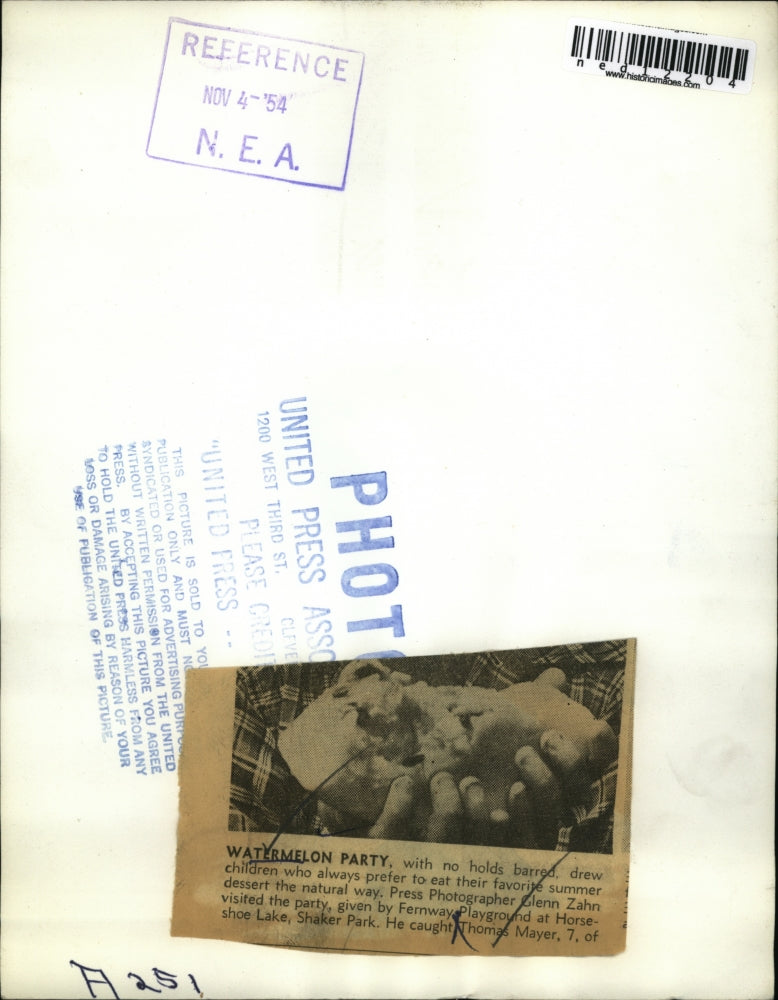 REFERENCE
NOV 4-'54
N. E. A.
ned12204
www.historicimages.com
PHOTO
UNITED PRESS ASSO
1200 WEST THIRD ST. CLEVE
PLEASE CREDIT
"UNITED PRESS --
THIS PICTURE IS SOLD TO YOU
PUBLICATION ONLY AND MUST NO
SYNDICATED OR USED FOR ADVERTISING PURPO
WITHOUT WRITTEN PERMISSION FROM THE UNITED
PRESS. BY ACCEPTING THIS PICTURE YOU AGREE
TO HOLD THE UNITED PRESS HARMLESS FROM ANY
LOSS OR DAMAGE ARISING BY REASON OF YOUR
USE OF PUBLICATION OF THIS PICTURE.
WATERMELON PARTY, with no holds barred, drew
children who always prefer to eat their favorite summer
dessert the natural way. Press Photographer Glenn Zahn
visited the party, given by Fernway Playground at Horse-
shoe Lake, Shaker Park. He caught Thomas Mayer, 7, of
A 251